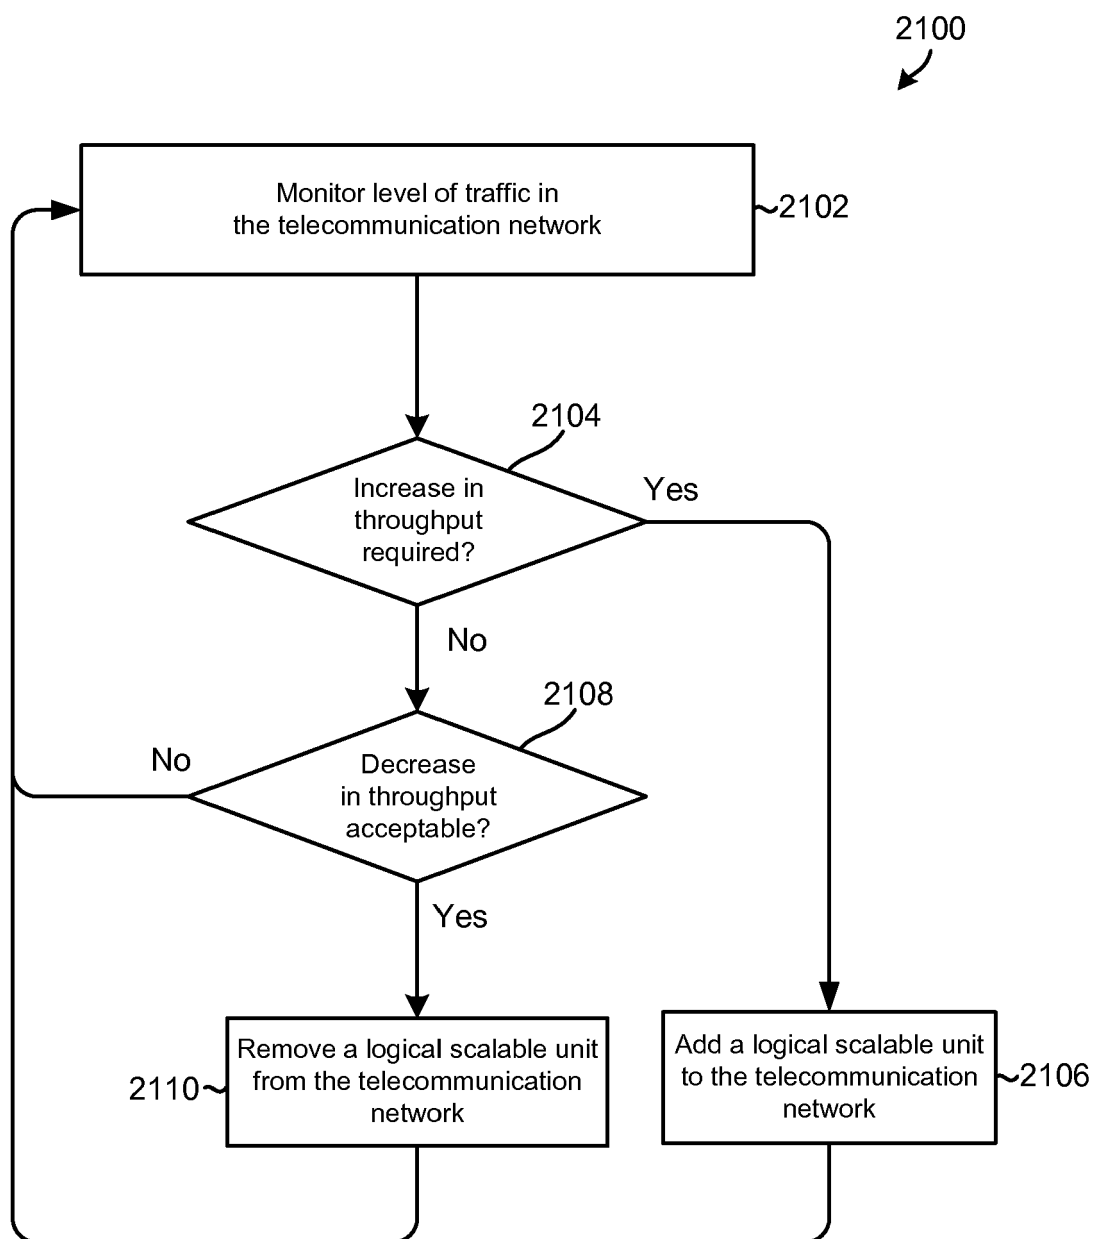 2100
Monitor level of traffic in
the telecommunication network
2102
2104
Increase in
throughput
required?
Yes
No
2108
No
Decrease
in throughput
acceptable?
Yes
Remove a logical scalable unit
from the telecommunication
network
2110
Add a logical scalable unit
to the telecommunication
network
2106